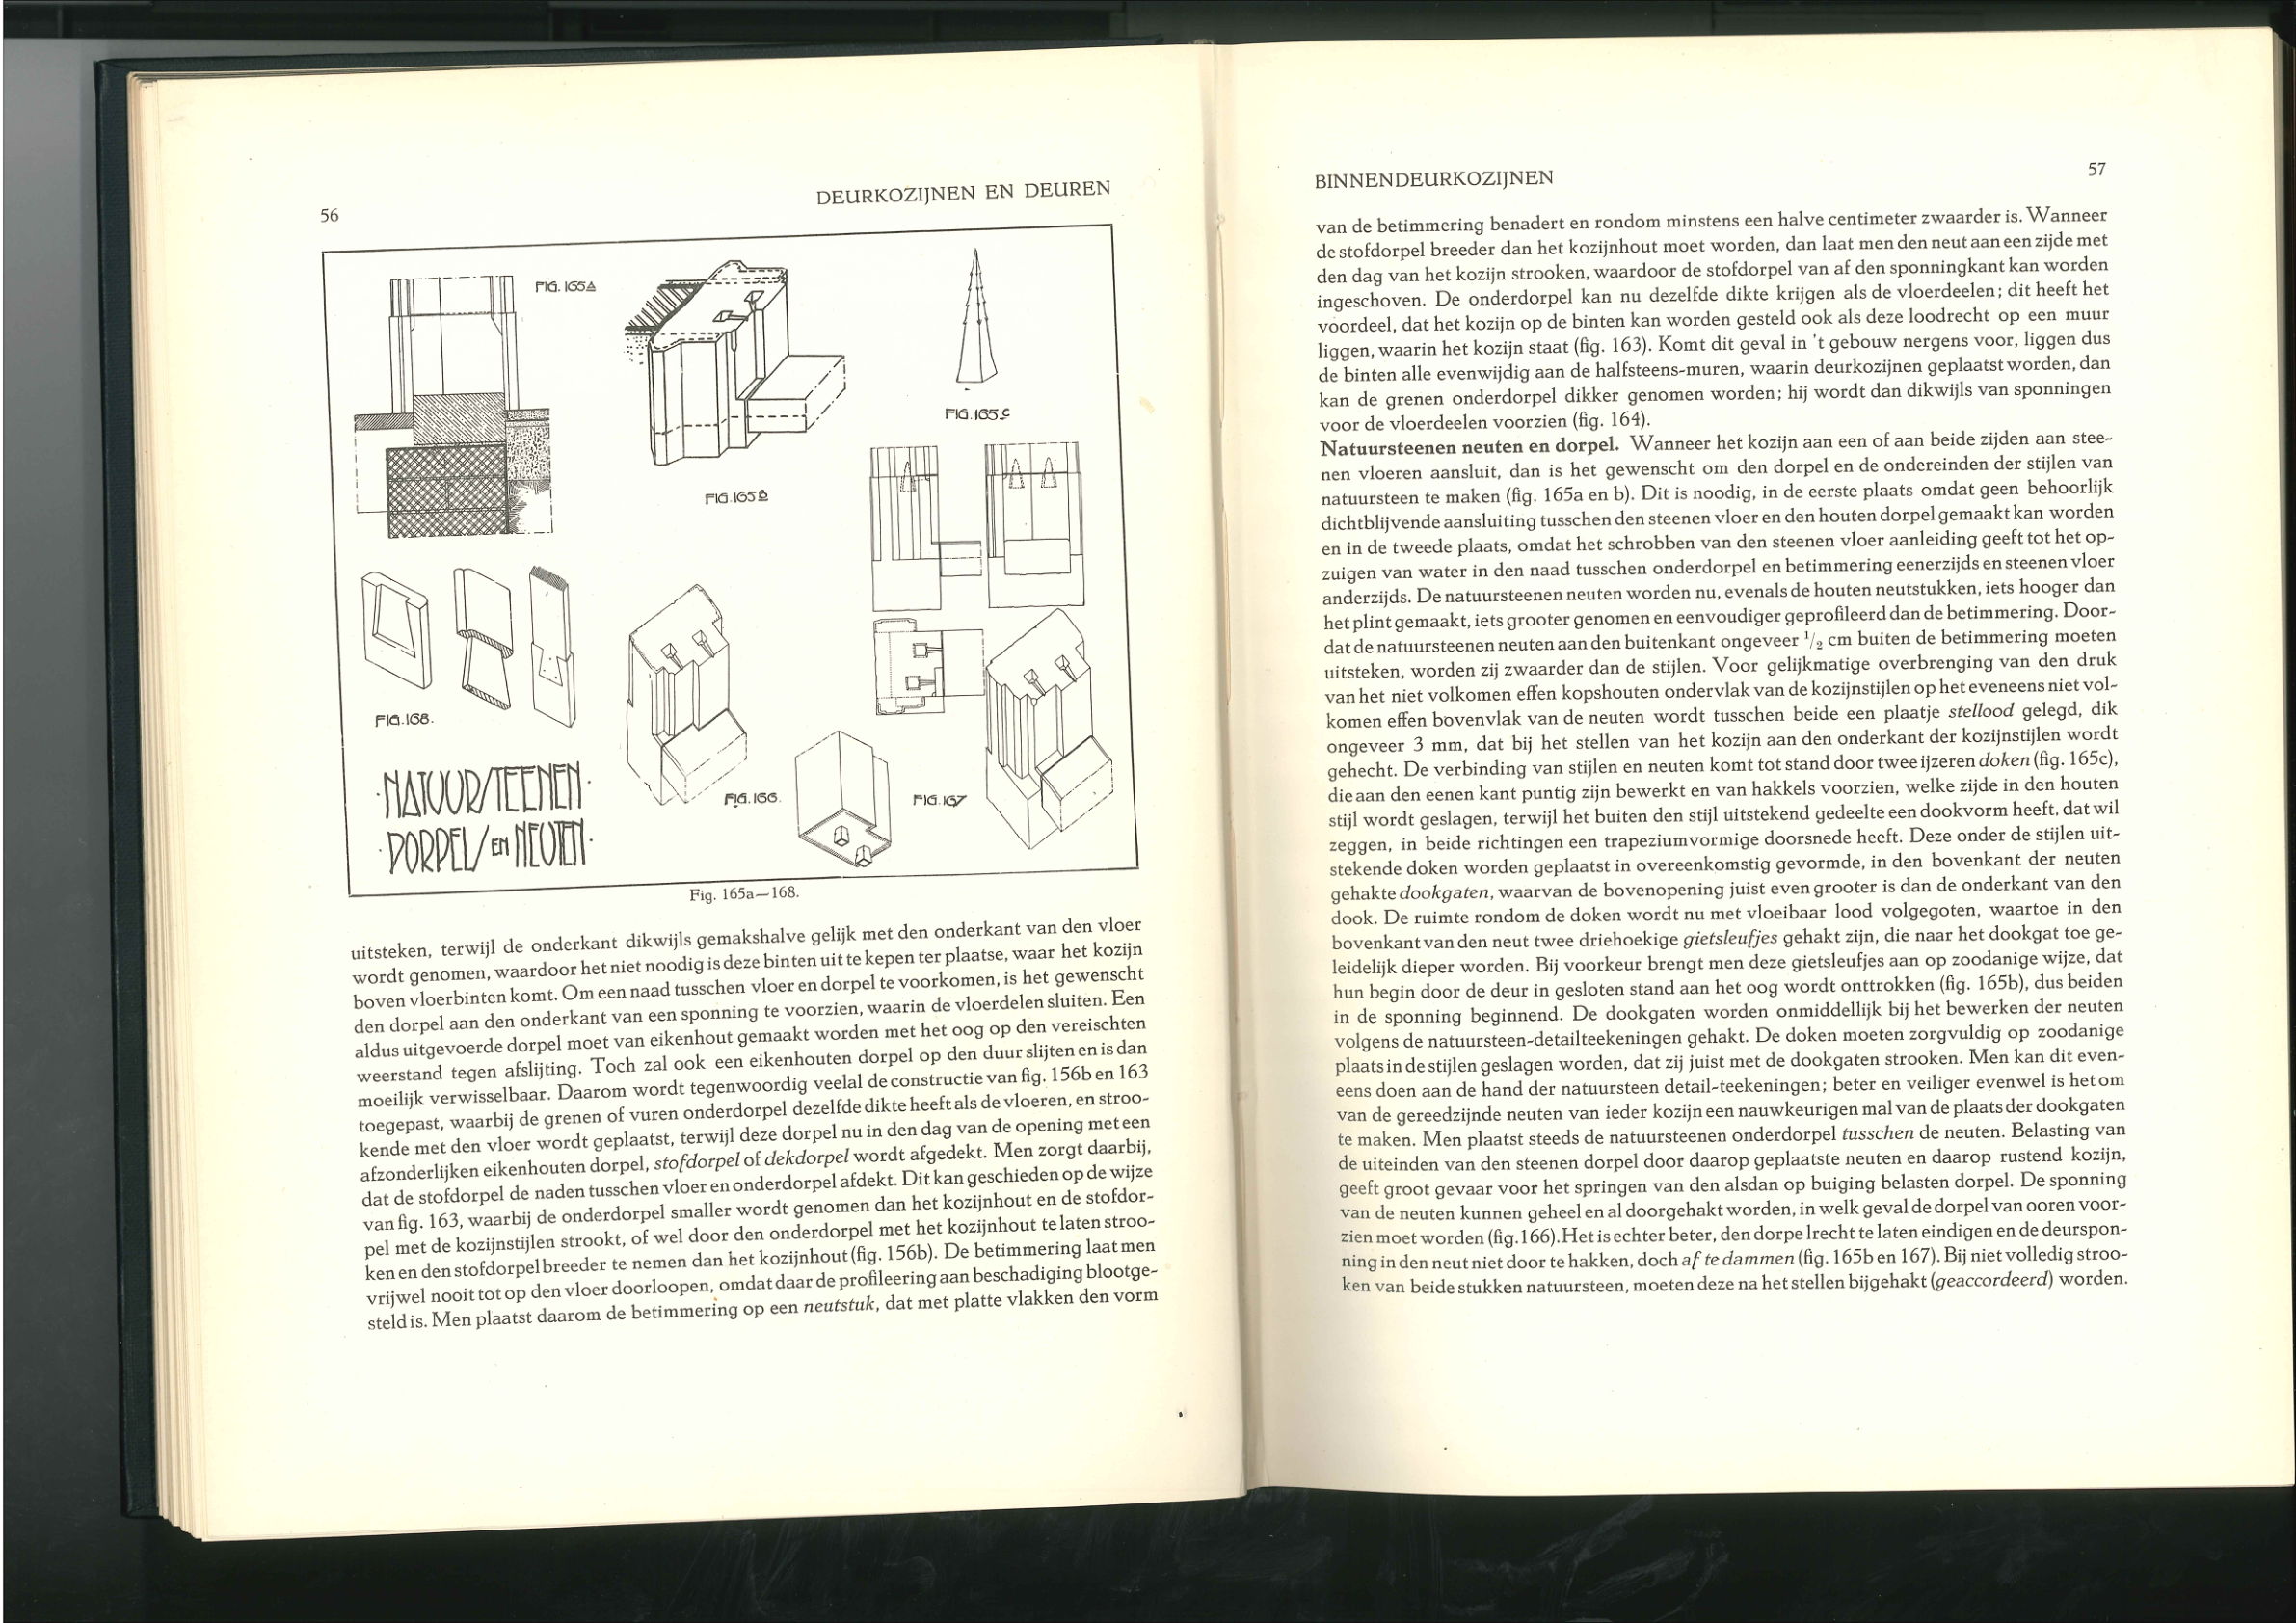 56
DEURKOZIJNEN EN DEUREN
FIG. 165A
FIG. 165B
FIG. 165C
FIG. 168.
FIG. 166.
FIG. 167
·NATUURSTEENEN·
·DORPELS EN NEUTEN·
Fig. 165a—168.
uitsteken, terwijl de onderkant dikwijls gemakshalve gelijk met den onderkant van den vloer
wordt genomen, waardoor het niet noodig is deze binten uit te kepen ter plaatse, waar het kozijn
boven vloerbinten komt. Om een naad tusschen vloer en dorpel te voorkomen, is het gewenscht
den dorpel aan den onderkant van een sponning te voorzien, waarin de vloerdelen sluiten. Een
aldus uitgevoerde dorpel moet van eikenhout gemaakt worden met het oog op den vereischten
weerstand tegen afslijting. Toch zal ook een eikenhouten dorpel op den duur slijten en is dan
moeilijk verwisselbaar. Daarom wordt tegenwoordig veelal de constructie van fig. 156b en 163
toegepast, waarbij de grenen of vuren onderdorpel dezelfde dikte heeft als de vloeren, en stroo-
kende met den vloer wordt geplaatst, terwijl deze dorpel nu in den dag van de opening met een
afzonderlijken eikenhouten dorpel, stofdorpel of dekdorpel wordt afgedekt. Men zorgt daarbij,
dat de stofdorpel de naden tusschen vloer en onderdorpel afdekt. Dit kan geschieden op de wijze
van fig. 163, waarbij de onderdorpel smaller wordt genomen dan het kozijnhout en de stofdor-
pel met de kozijnstijlen strookt, of wel door den onderdorpel met het kozijnhout te laten stroo-
ken en den stofdorpel breeder te nemen dan het kozijnhout (fig. 156b). De betimmering laat men
vrijwel nooit tot op den vloer doorloopen, omdat daar de profileering aan beschadiging blootge-
steld is. Men plaatst daarom de betimmering op een neutstuk, dat met platte vlakken den vorm
BINNENDEURKOZIJNEN
57
van de betimmering benadert en rondom minstens een halve centimeter zwaarder is. Wanneer
de stofdorpel breeder dan het kozijnhout moet worden, dan laat men den neut aan een zijde met
den dag van het kozijn strooken, waardoor de stofdorpel van af den sponningkant kan worden
ingeschoven. De onderdorpel kan nu dezelfde dikte krijgen als de vloerdeelen; dit heeft het
voordeel, dat het kozijn op de binten kan worden gesteld ook als deze loodrecht op een muur
liggen, waarin het kozijn staat (fig. 163). Komt dit geval in 't gebouw nergens voor, liggen dus
de binten alle evenwijdig aan de halfsteens-muren, waarin deurkozijnen geplaatst worden, dan
kan de grenen onderdorpel dikker genomen worden; hij wordt dan dikwijls van sponningen
voor de vloerdeelen voorzien (fig. 164).
Natuursteenen neuten en dorpel. Wanneer het kozijn aan een of aan beide zijden aan stee-
nen vloeren aansluit, dan is het gewenscht om den dorpel en de ondereinden der stijlen van
natuursteen te maken (fig. 165a en b). Dit is noodig, in de eerste plaats omdat geen behoorlijk
dichtblijvende aansluiting tusschen den steenen vloer en den houten dorpel gemaakt kan worden
en in de tweede plaats, omdat het schrobben van den steenen vloer aanleiding geeft tot het op-
zuigen van water in den naad tusschen onderdorpel en betimmering eenerzijds en steenen vloer
anderzijds. De natuursteenen neuten worden nu, evenals de houten neutstukken, iets hooger dan
het plint gemaakt, iets grooter genomen en eenvoudiger geprofileerd dan de betimmering. Door-
dat de natuursteenen neuten aan den buitenkant ongeveer 1/2 cm buiten de betimmering moeten
uitsteken, worden zij zwaarder dan de stijlen. Voor gelijkmatige overbrenging van den druk
van het niet volkomen effen kopshouten ondervlak van de kozijnstijlen op het eveneens niet vol-
komen effen bovenvlak van de neuten wordt tusschen beide een plaatje stellood gelegd, dik
ongeveer 3 mm, dat bij het stellen van het kozijn aan den onderkant der kozijnstijlen wordt
gehecht. De verbinding van stijlen en neuten komt tot stand door twee ijzeren doken (fig. 165c),
die aan den eenen kant puntig zijn bewerkt en van hakkels voorzien, welke zijde in den houten
stijl wordt geslagen, terwijl het buiten den stijl uitstekend gedeelte een dookvorm heeft, dat wil
zeggen, in beide richtingen een trapeziumvormige doorsnede heeft. Deze onder de stijlen uit-
stekende doken worden geplaatst in overeenkomstig gevormde, in den bovenkant der neuten
gehakte dookgaten, waarvan de bovenopening juist even grooter is dan de onderkant van den
dook. De ruimte rondom de doken wordt nu met vloeibaar lood volgegoten, waartoe in den
bovenkant van den neut twee driehoekige gietsleufjes gehakt zijn, die naar het dookgat toe ge-
leidelijk dieper worden. Bij voorkeur brengt men deze gietsleufjes aan op zoodanige wijze, dat
hun begin door de deur in gesloten stand aan het oog wordt onttrokken (fig. 165b), dus beiden
in de sponning beginnend. De dookgaten worden onmiddellijk bij het bewerken der neuten
volgens de natuursteen-detailteekeningen gehakt. De doken moeten zorgvuldig op zoodanige
plaats in de stijlen geslagen worden, dat zij juist met de dookgaten strooken. Men kan dit even-
eens doen aan de hand der natuursteen detail-teekeningen; beter en veiliger evenwel is het om
van de gereedzijnde neuten van ieder kozijn een nauwkeurigen mal van de plaats der dookgaten
te maken. Men plaatst steeds de natuursteenen onderdorpel tusschen de neuten. Belasting van
de uiteinden van den steenen dorpel door daarop geplaatste neuten en daarop rustend kozijn,
geeft groot gevaar voor het springen van den alsdan op buiging belasten dorpel. De sponning
van de neuten kunnen geheel en al doorgehakt worden, in welk geval de dorpel van ooren voor-
zien moet worden (fig. 166). Het is echter beter, den dorpe lrecht te laten eindigen en de deurspon-
ning in den neut niet door te hakken, doch af te dammen (fig. 165b en 167). Bij niet volledig stroo-
ken van beide stukken natuursteen, moeten deze na het stellen bijgehakt (geaccordeerd) worden.